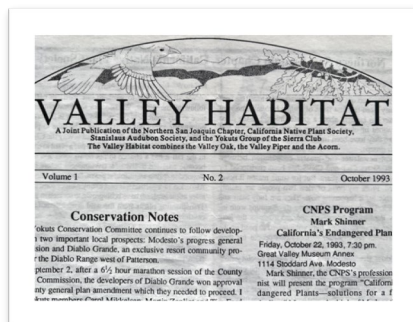 VALLEY HABITAT
A Joint Publication of the Northern San Joaquin Chapter, California Native Plant Society,
Stanislaus Audubon Society, and the Yokuts Group of the Sierra Club
The Valley Habitat combines the Valley Oak, the Valley Piper and the Acorn.
Volume 1 No. 2 October 1993
Conservation Notes
okuts Conservation Committee continues to follow develop-
two important local prospects: Modesto's progress general
sion and Diablo Grande, an exclusive resort community pro-
r the Diablo Range west of Patterson.
ptember 2, after a 6½ hour marathon session of the County
Commission, the developers of Diablo Grande won approval
nty general plan amendment which they needed to proceed. I
CNPS Program
Mark Shinner
California's Endangered Plan
Friday, October 22, 1993, 7:30 pm.
Great Valley Museum Annex
1114 Stoddard Ave. Modesto
Mark Shinner, the CNPS's profession
nist will present the program "Californ
dangered Plants—solutions for a f